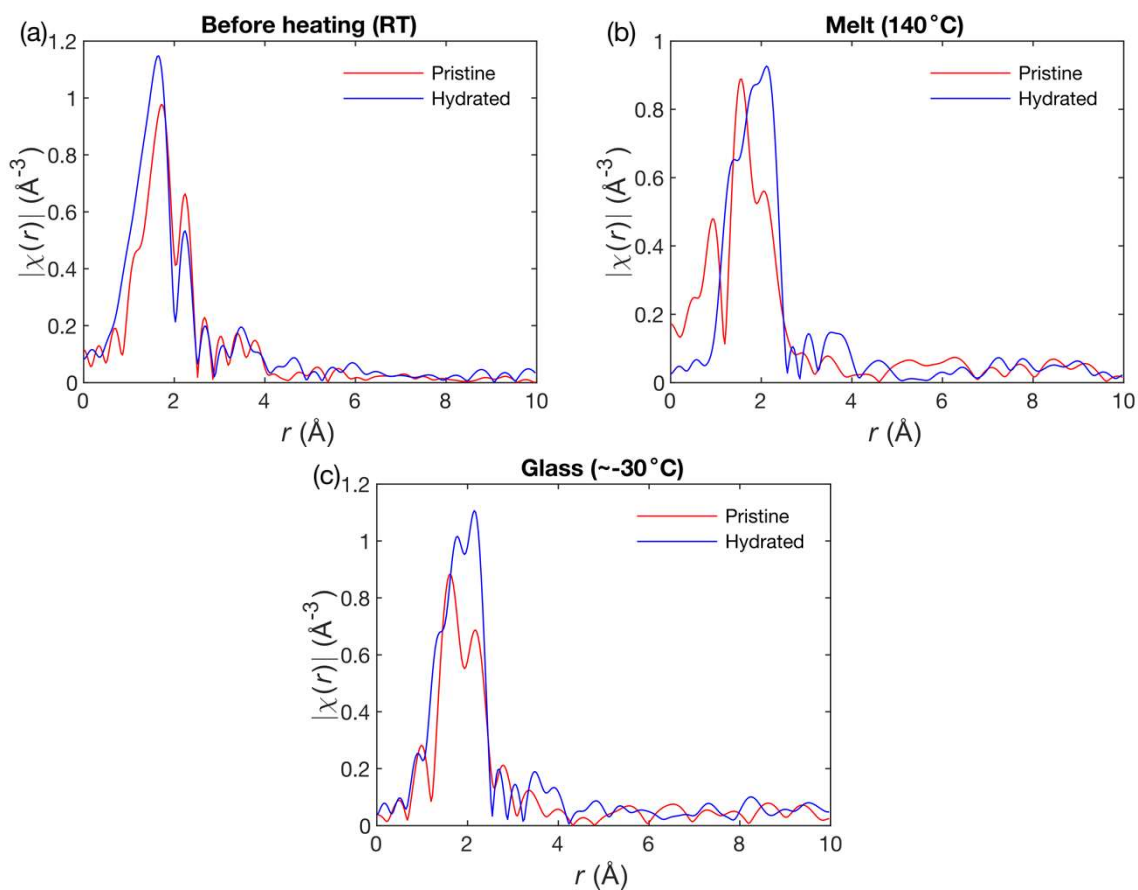 (a)
Before heating (RT)
1.2
1
0.8
0.6
0.4
0.2
0
|χ(r)| (Å⁻³)
Pristine
Hydrated
0 2 4 6 8 10
r (Å)
(b)
Melt (140°C)
1
0.8
0.6
0.4
0.2
0
|χ(r)| (Å⁻³)
Pristine
Hydrated
0 2 4 6 8 10
r (Å)
(c)
Glass (~-30°C)
1.2
1
0.8
0.6
0.4
0.2
0
|χ(r)| (Å⁻³)
Pristine
Hydrated
0 2 4 6 8 10
r (Å)